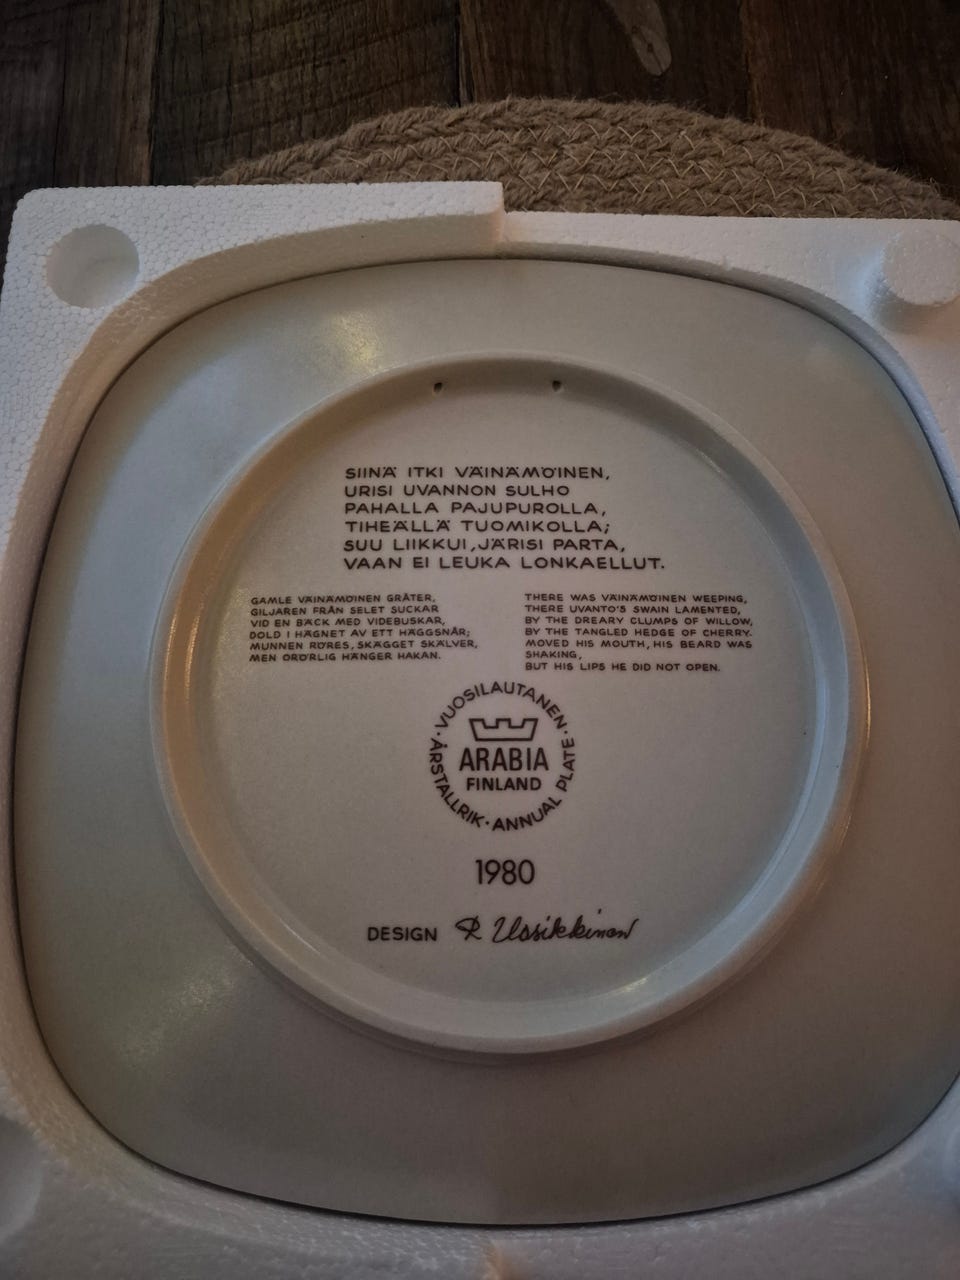 SIINÄ ITKI VÄINÄMÖINEN,
URISI UVANNON SULHO
PAHALLA PAJUPUROLLA,
TIHEÄLLÄ TUOMIKOLLA;
SUU LIIKKUI, JÄRISI PARTA,
VAAN EI LEUKA LONKAELLUT.
GAMLE VÄINÄMÖINEN GRÅTER,
GILJAREN FRÅN SELET SUCKAR
VID EN BÄCK MED VIDEBUSKAR,
DOLD I HÄGNET AV ETT HÄGGSNÅR;
MUNNEN RÖRES, SKÄGGET SKÄLVER,
MEN ORÖRLIG HÄNGER HAKAN.
THERE WAS VÄINÄMÖINEN WEEPING,
THERE UVANTO'S SWAIN LAMENTED,
BY THE DREARY CLUMPS OF WILLOW,
BY THE TANGLED HEDGE OF CHERRY.
MOVED HIS MOUTH, HIS BEARD WAS
SHAKING,
BUT HIS LIPS HE DID NOT OPEN.
· VUOSILAUTANEN · ANNUAL PLATE · ÅRSTALLRIK
ARABIA
FINLAND
1980
DESIGN R Uosikkinen